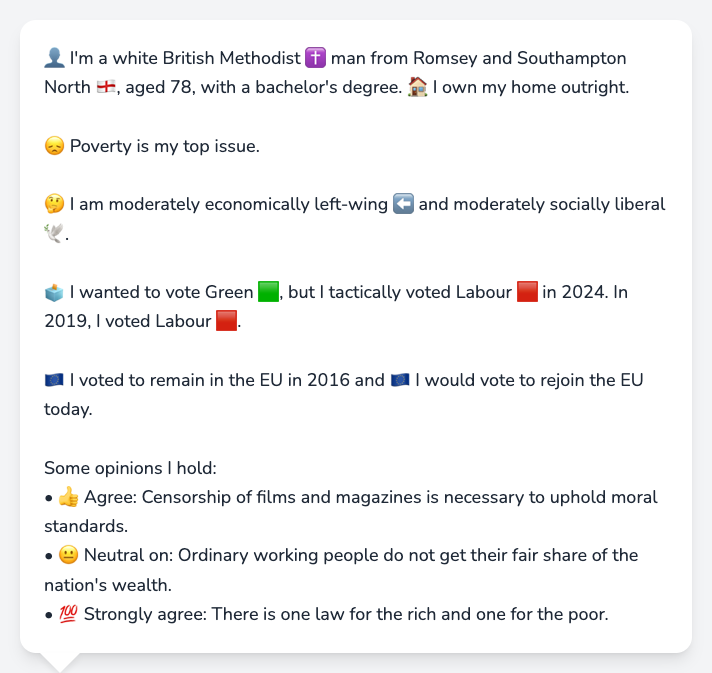 👤 I'm a white British Methodist ✝️ man from Romsey and Southampton
North 🏴󠁧󠁢󠁥󠁮󠁧󠁿, aged 78, with a bachelor's degree. 🏠 I own my home outright.
😞 Poverty is my top issue.
🤔 I am moderately economically left-wing ⬅️ and moderately socially liberal
🕊️.
🗳️ I wanted to vote Green 🟩, but I tactically voted Labour 🟥 in 2024. In
2019, I voted Labour 🟥.
🇪🇺 I voted to remain in the EU in 2016 and 🇪🇺 I would vote to rejoin the EU
today.
Some opinions I hold:
• 👍 Agree: Censorship of films and magazines is necessary to uphold moral
standards.
• 😐 Neutral on: Ordinary working people do not get their fair share of the
nation's wealth.
• 💯 Strongly agree: There is one law for the rich and one for the poor.